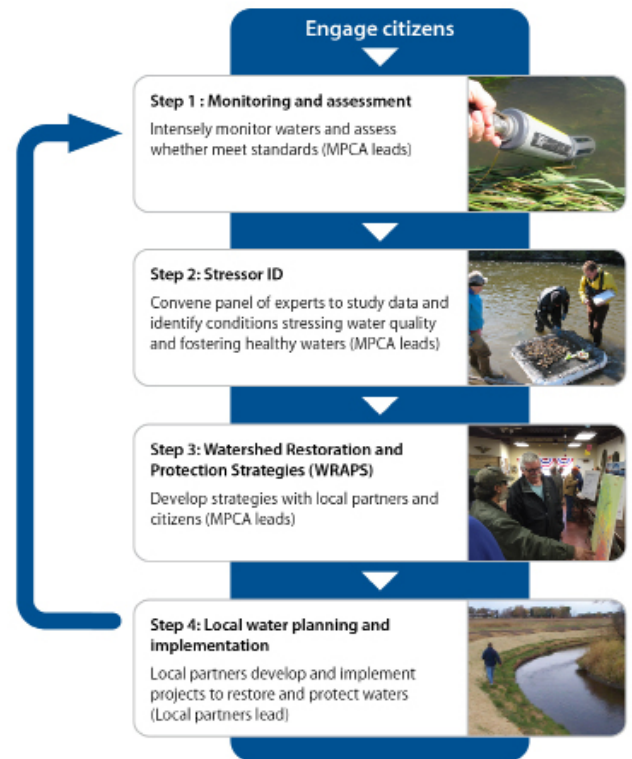 Engage citizens
Step 1 : Monitoring and assessment
Intensely monitor waters and assess
whether meet standards (MPCA leads)
Step 2: Stressor ID
Convene panel of experts to study data and
identify conditions stressing water quality
and fostering healthy waters (MPCA leads)
Step 3: Watershed Restoration and
Protection Strategies (WRAPS)
Develop strategies with local partners and
citizens (MPCA leads)
Step 4: Local water planning and
implementation
Local partners develop and implement
projects to restore and protect waters
(Local partners lead)